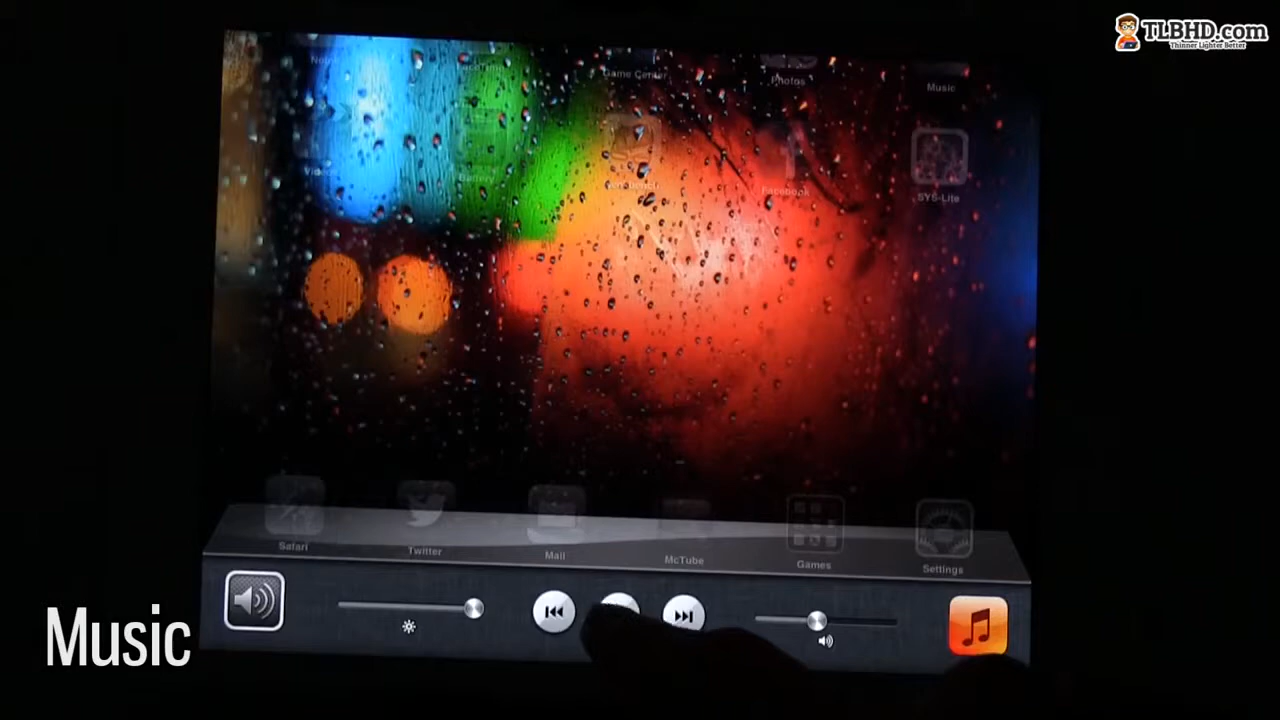 TLBHD.com
Thinner Lighter Better
Game Center
Photos
Music
Battery
Facebook
SYS-Lite
Safari
Twitter
Mail
McTube
Games
Settings
Music